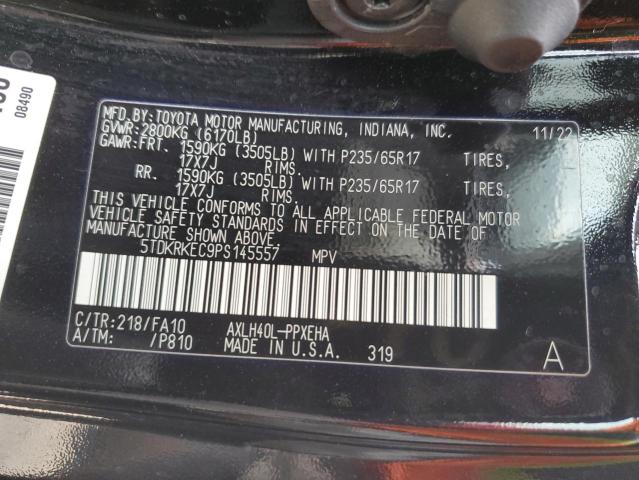 08490
MFD. BY:TOYOTA MOTOR MANUFACTURING, INDIANA, INC. 11/22
GVWR:2800KG (6170LB)
GAWR:FRT. 1590KG (3505LB) WITH P235/65R17 TIRES,
17X7J RIMS.
RR. 1590KG (3505LB) WITH P235/65R17 TIRES,
17X7J RIMS.
THIS VEHICLE CONFORMS TO ALL APPLICABLE FEDERAL MOTOR
VEHICLE SAFETY STANDARDS IN EFFECT ON THE DATE OF
MANUFACTURE SHOWN ABOVE.
5TDKRKEC9PS145557 MPV
C/TR:218/FA10 AXLH40L-PPXEHA
A/TM: /P810 MADE IN U.S.A. 319 A